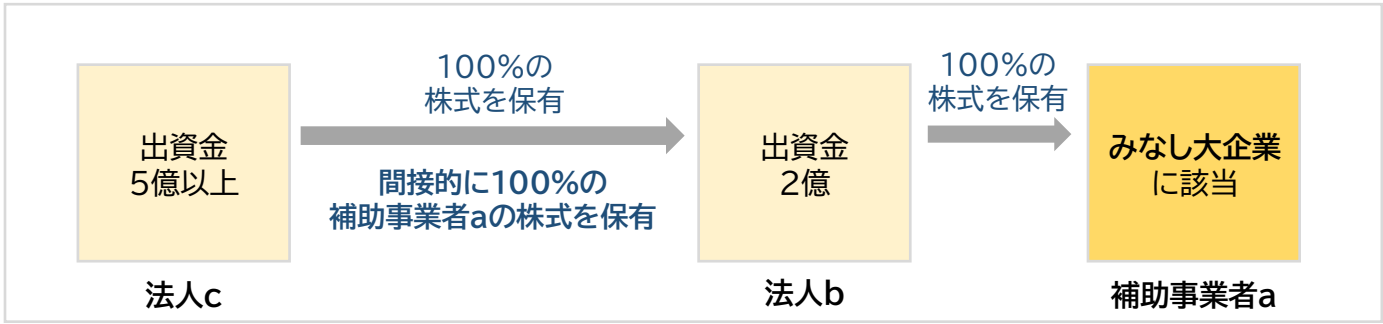 100%の
株式を保有
100%の
株式を保有
出資金
5億以上
間接的に100%の
補助事業者aの株式を保有
出資金
2億
みなし大企業
に該当
法人c
法人b
補助事業者a